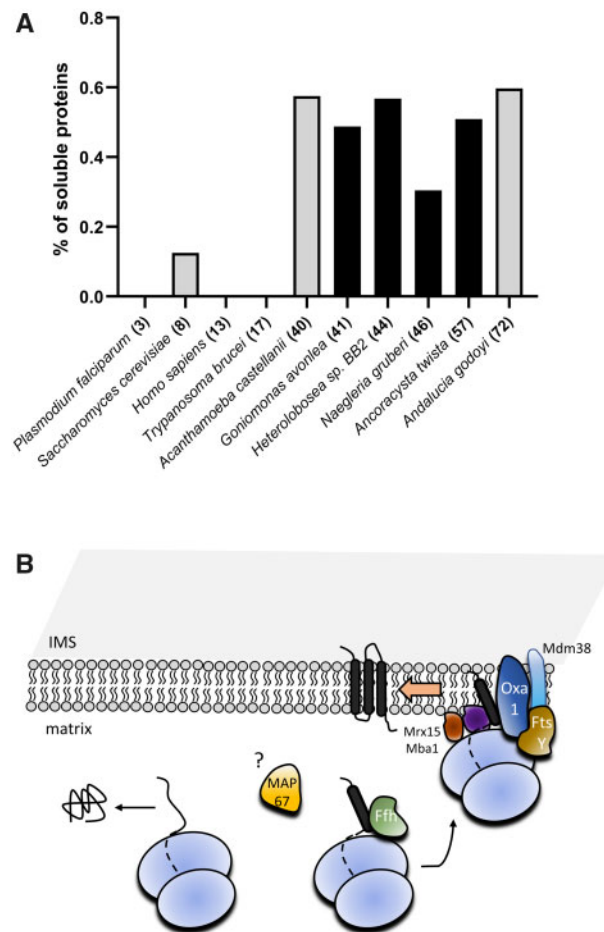 A
% of soluble proteins
0.8
0.6
0.4
0.2
0.0
Plasmodium falciparum (3)
Saccharomyces cerevisiae (8)
Homo sapiens (13)
Trypanosoma brucei (17)
Acanthamoeba castellanii (40)
Goniomonas avonlea (41)
Heterolobosea sp. BB2 (44)
Naegleria gruberi (46)
Ancoracysta twista (57)
Andalucia godoyi (72)
B
IMS
matrix
Mdm38
Oxa
1
Fts
Y
Mrx15
Mba1
?
MAP
67
Ffh